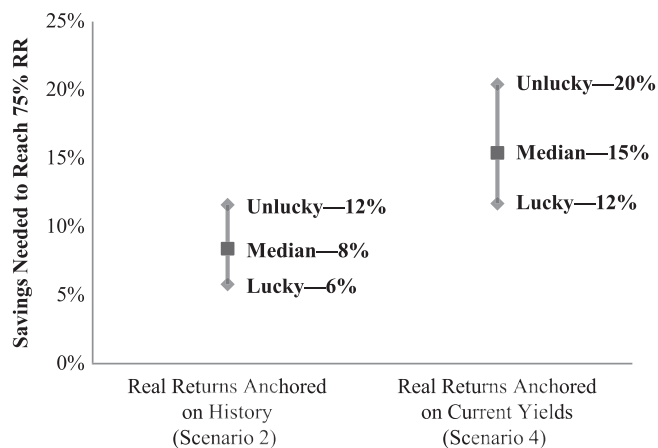 Savings Needed to Reach 75% RR
25%
20%
15%
10%
5%
0%
Unlucky—12%
Median—8%
Lucky—6%
Unlucky—20%
Median—15%
Lucky—12%
Real Returns Anchored
on History
(Scenario 2)
Real Returns Anchored
on Current Yields
(Scenario 4)